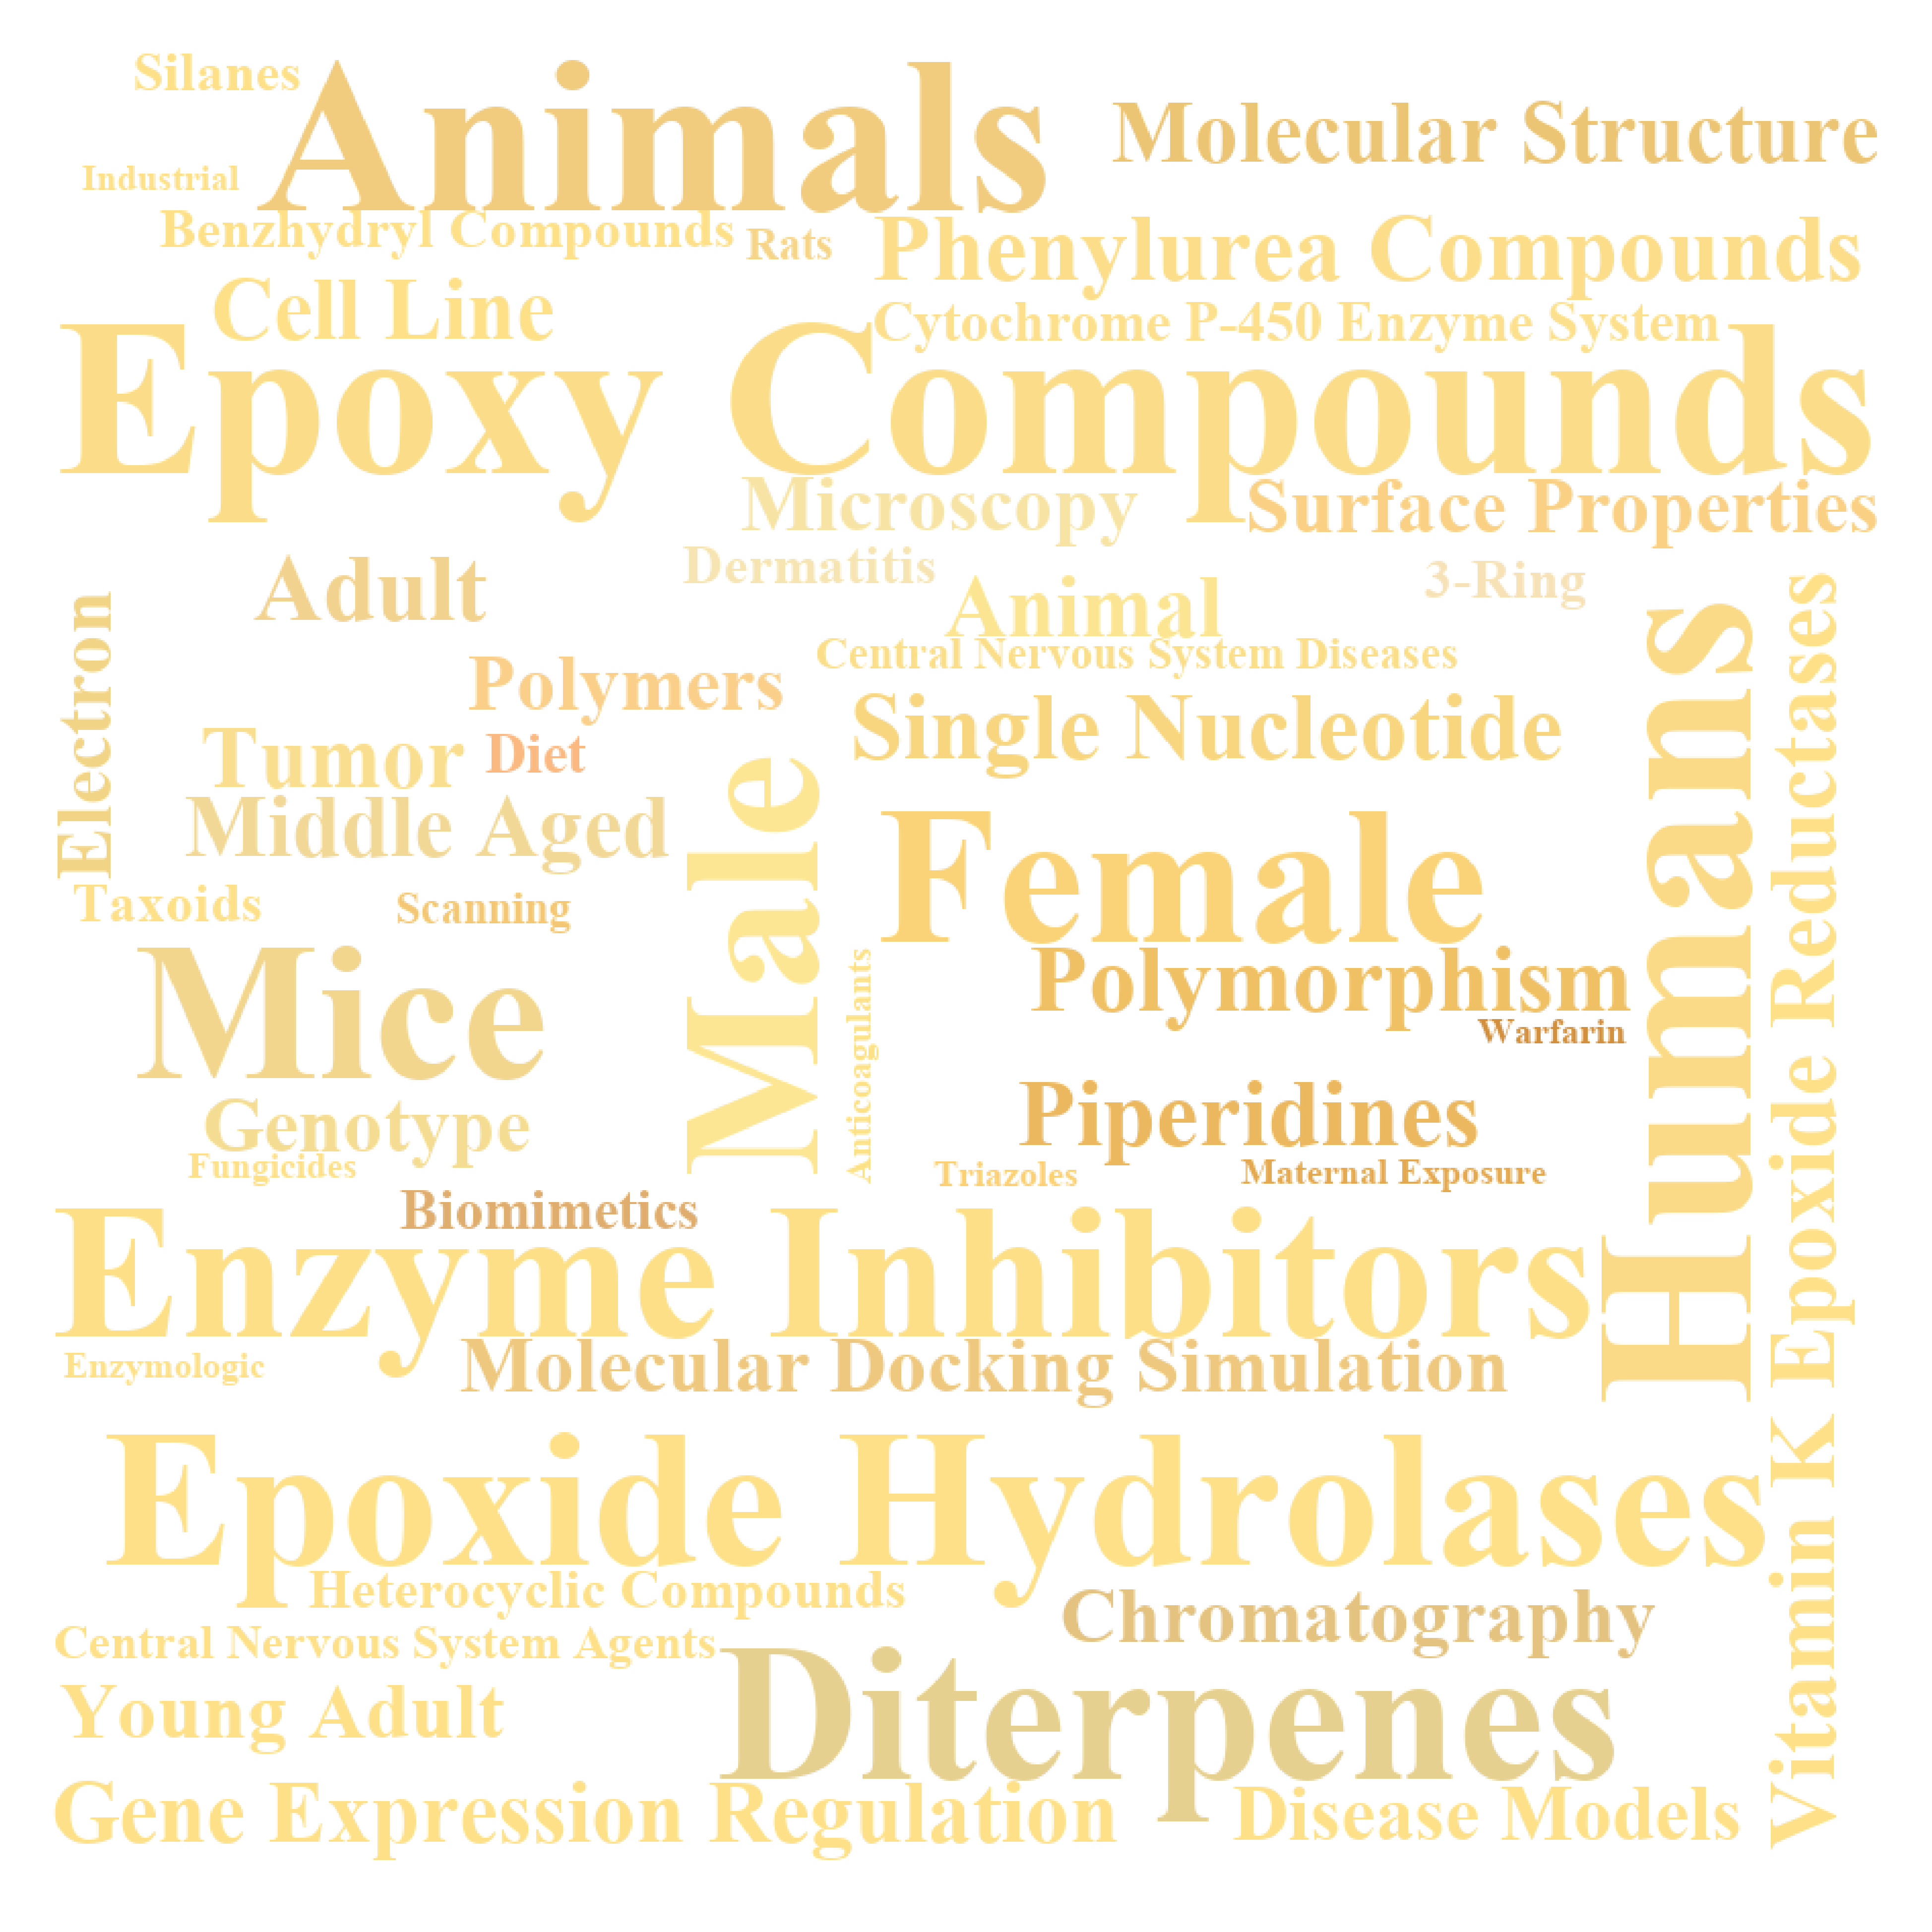 Silanes
Animals
Molecular Structure
Industrial
Benzhydryl Compounds
Rats
Phenylurea Compounds
Cell Line
Cytochrome P-450 Enzyme System
Epoxy Compounds
Microscopy
Surface Properties
Dermatitis
Adult
Animal
3-Ring
Electron
Central Nervous System Diseases
Polymers
Single Nucleotide
Tumor
Diet
Middle Aged
Male
Female
Humans
Vitamin K Epoxide Reductases
Taxoids
Scanning
Mice
Anticoagulants
Polymorphism
Warfarin
Piperidines
Genotype
Fungicides
Triazoles
Maternal Exposure
Biomimetics
Enzyme Inhibitors
Enzymologic
Molecular Docking Simulation
Epoxide Hydrolases
Heterocyclic Compounds
Chromatography
Central Nervous System Agents
Diterpenes
Young Adult
Gene Expression Regulation
Disease Models